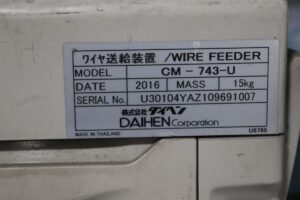 ワイヤ送給装置 /WIRE FEEDER
MODEL CM - 743-U
DATE 2016 MASS 15kg
SERIAL No. U30104YAZ109691007
株式会社 ダイヘン
DAIHEN Corporation
MADE IN THAILAND U6760